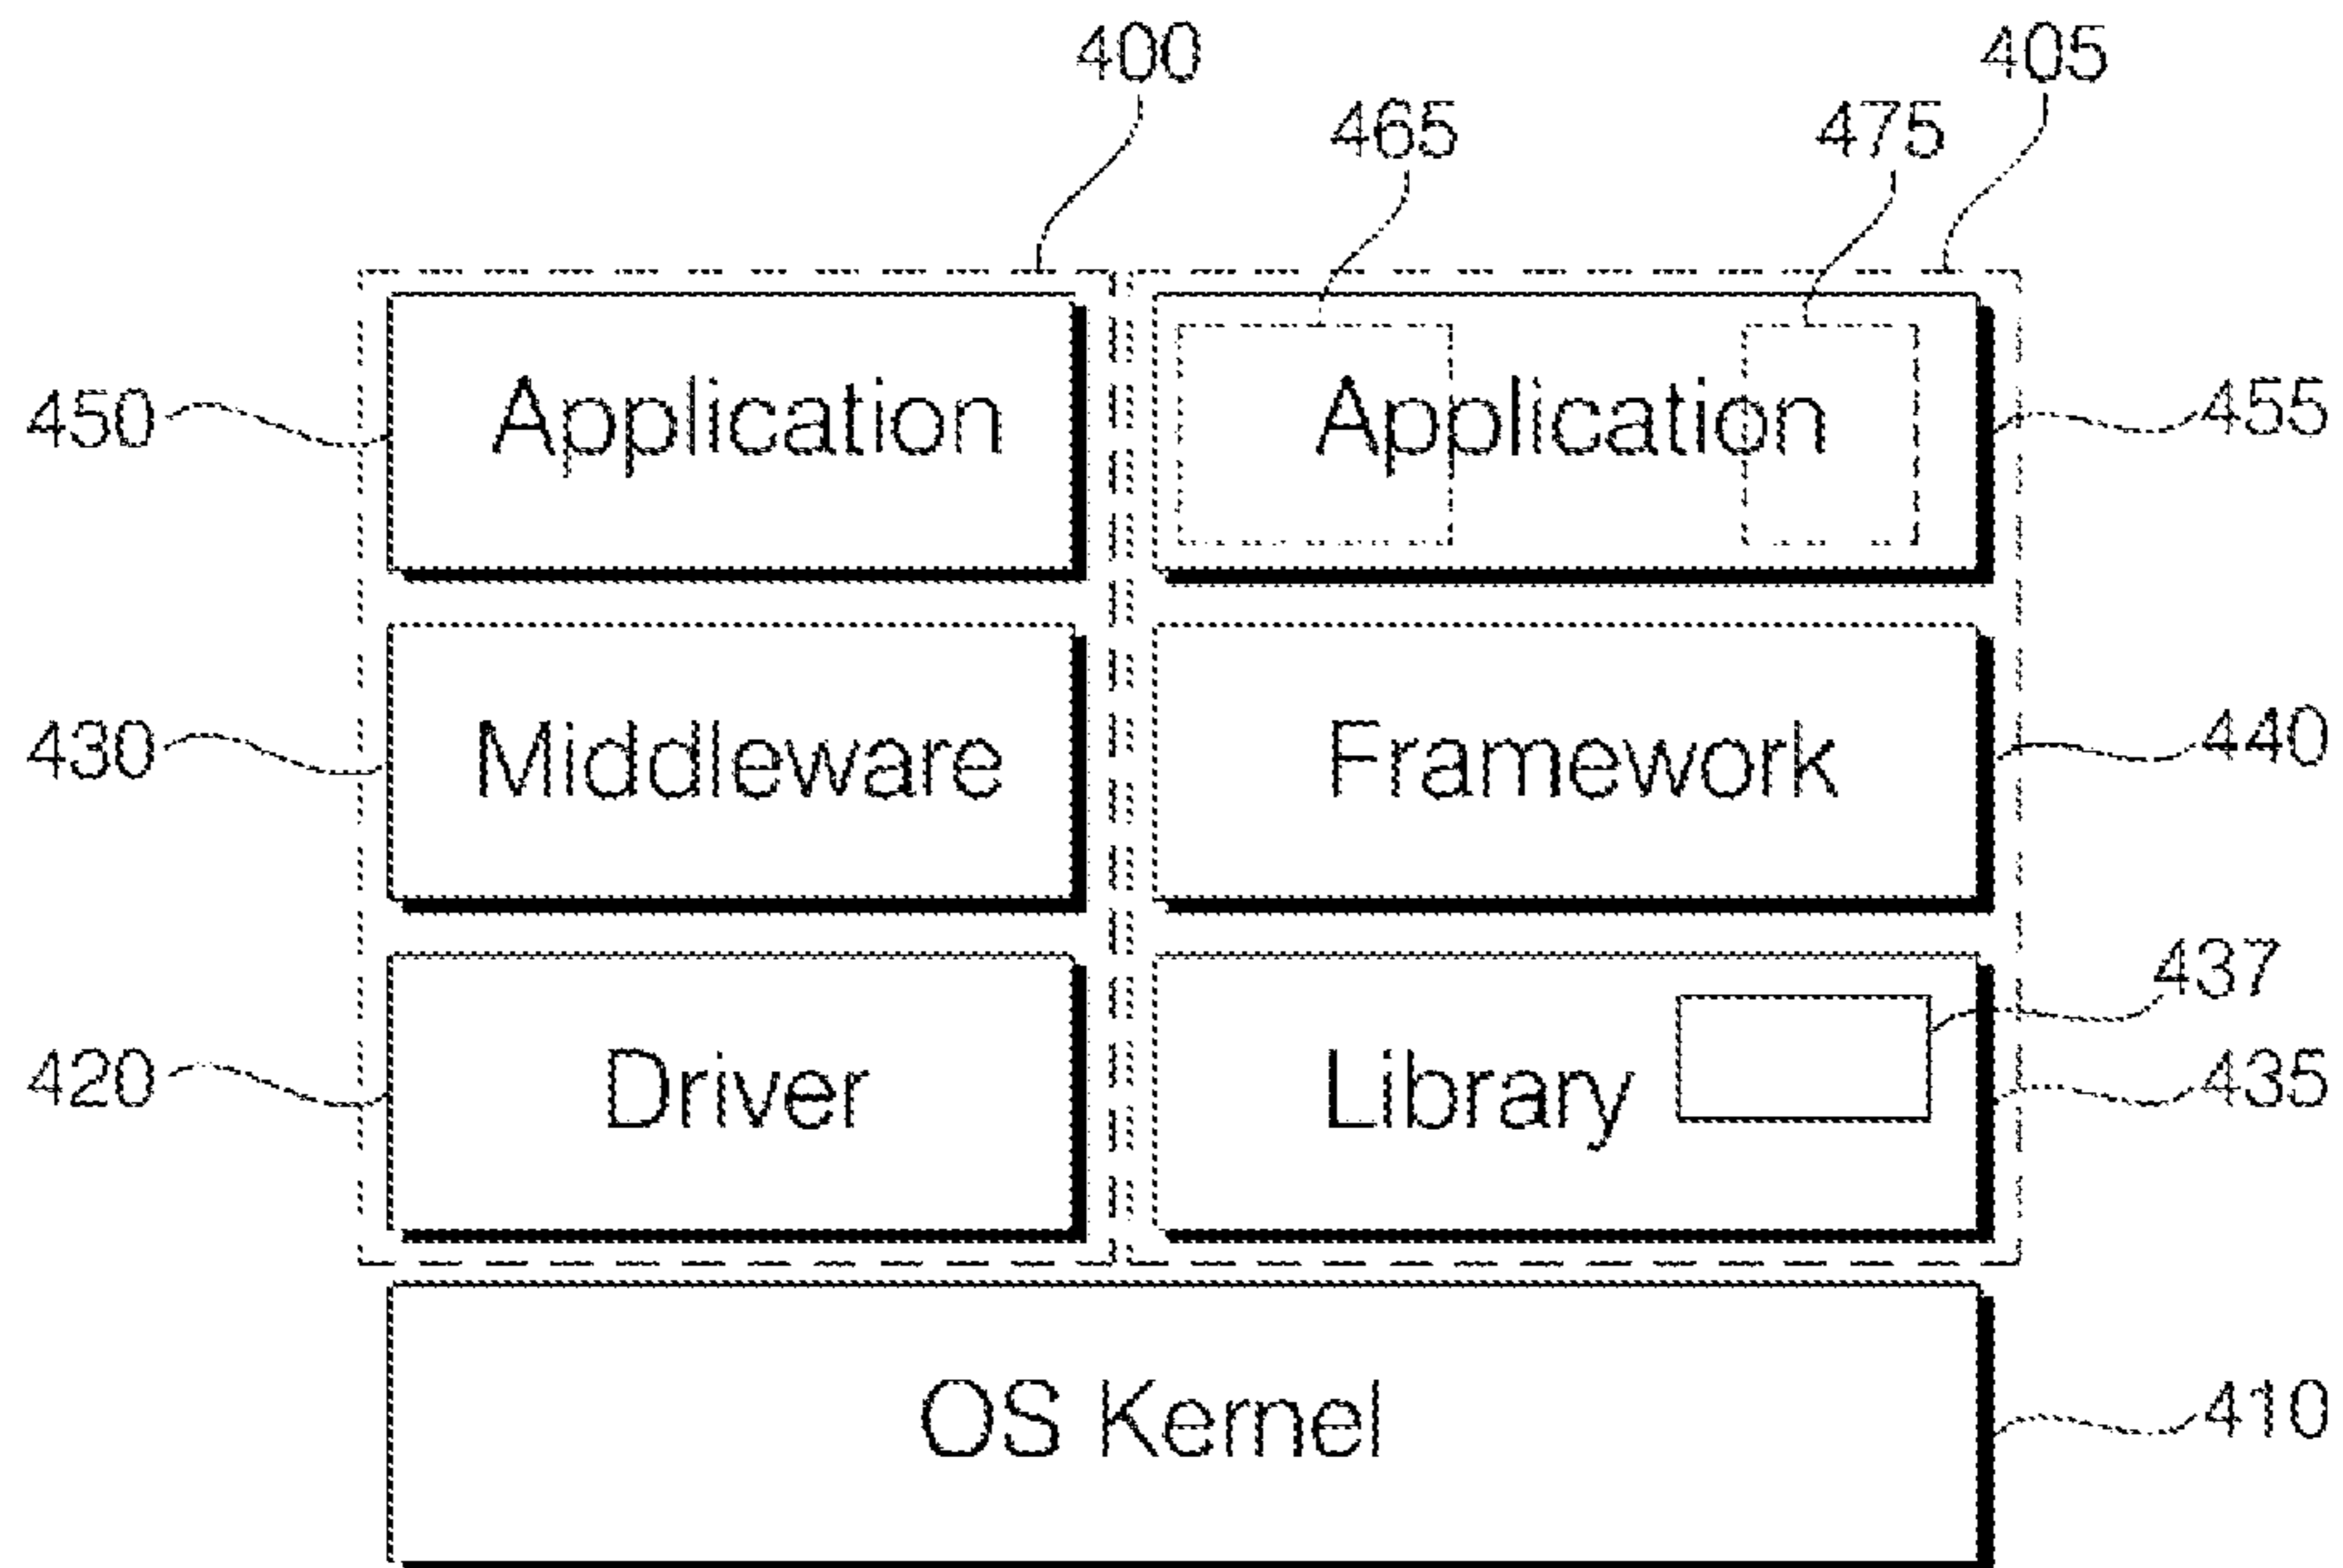 400 405
465 475
450 Application Application 455
430 Middleware Framework 440
437
420 Driver Library 435
OS Kernel 410